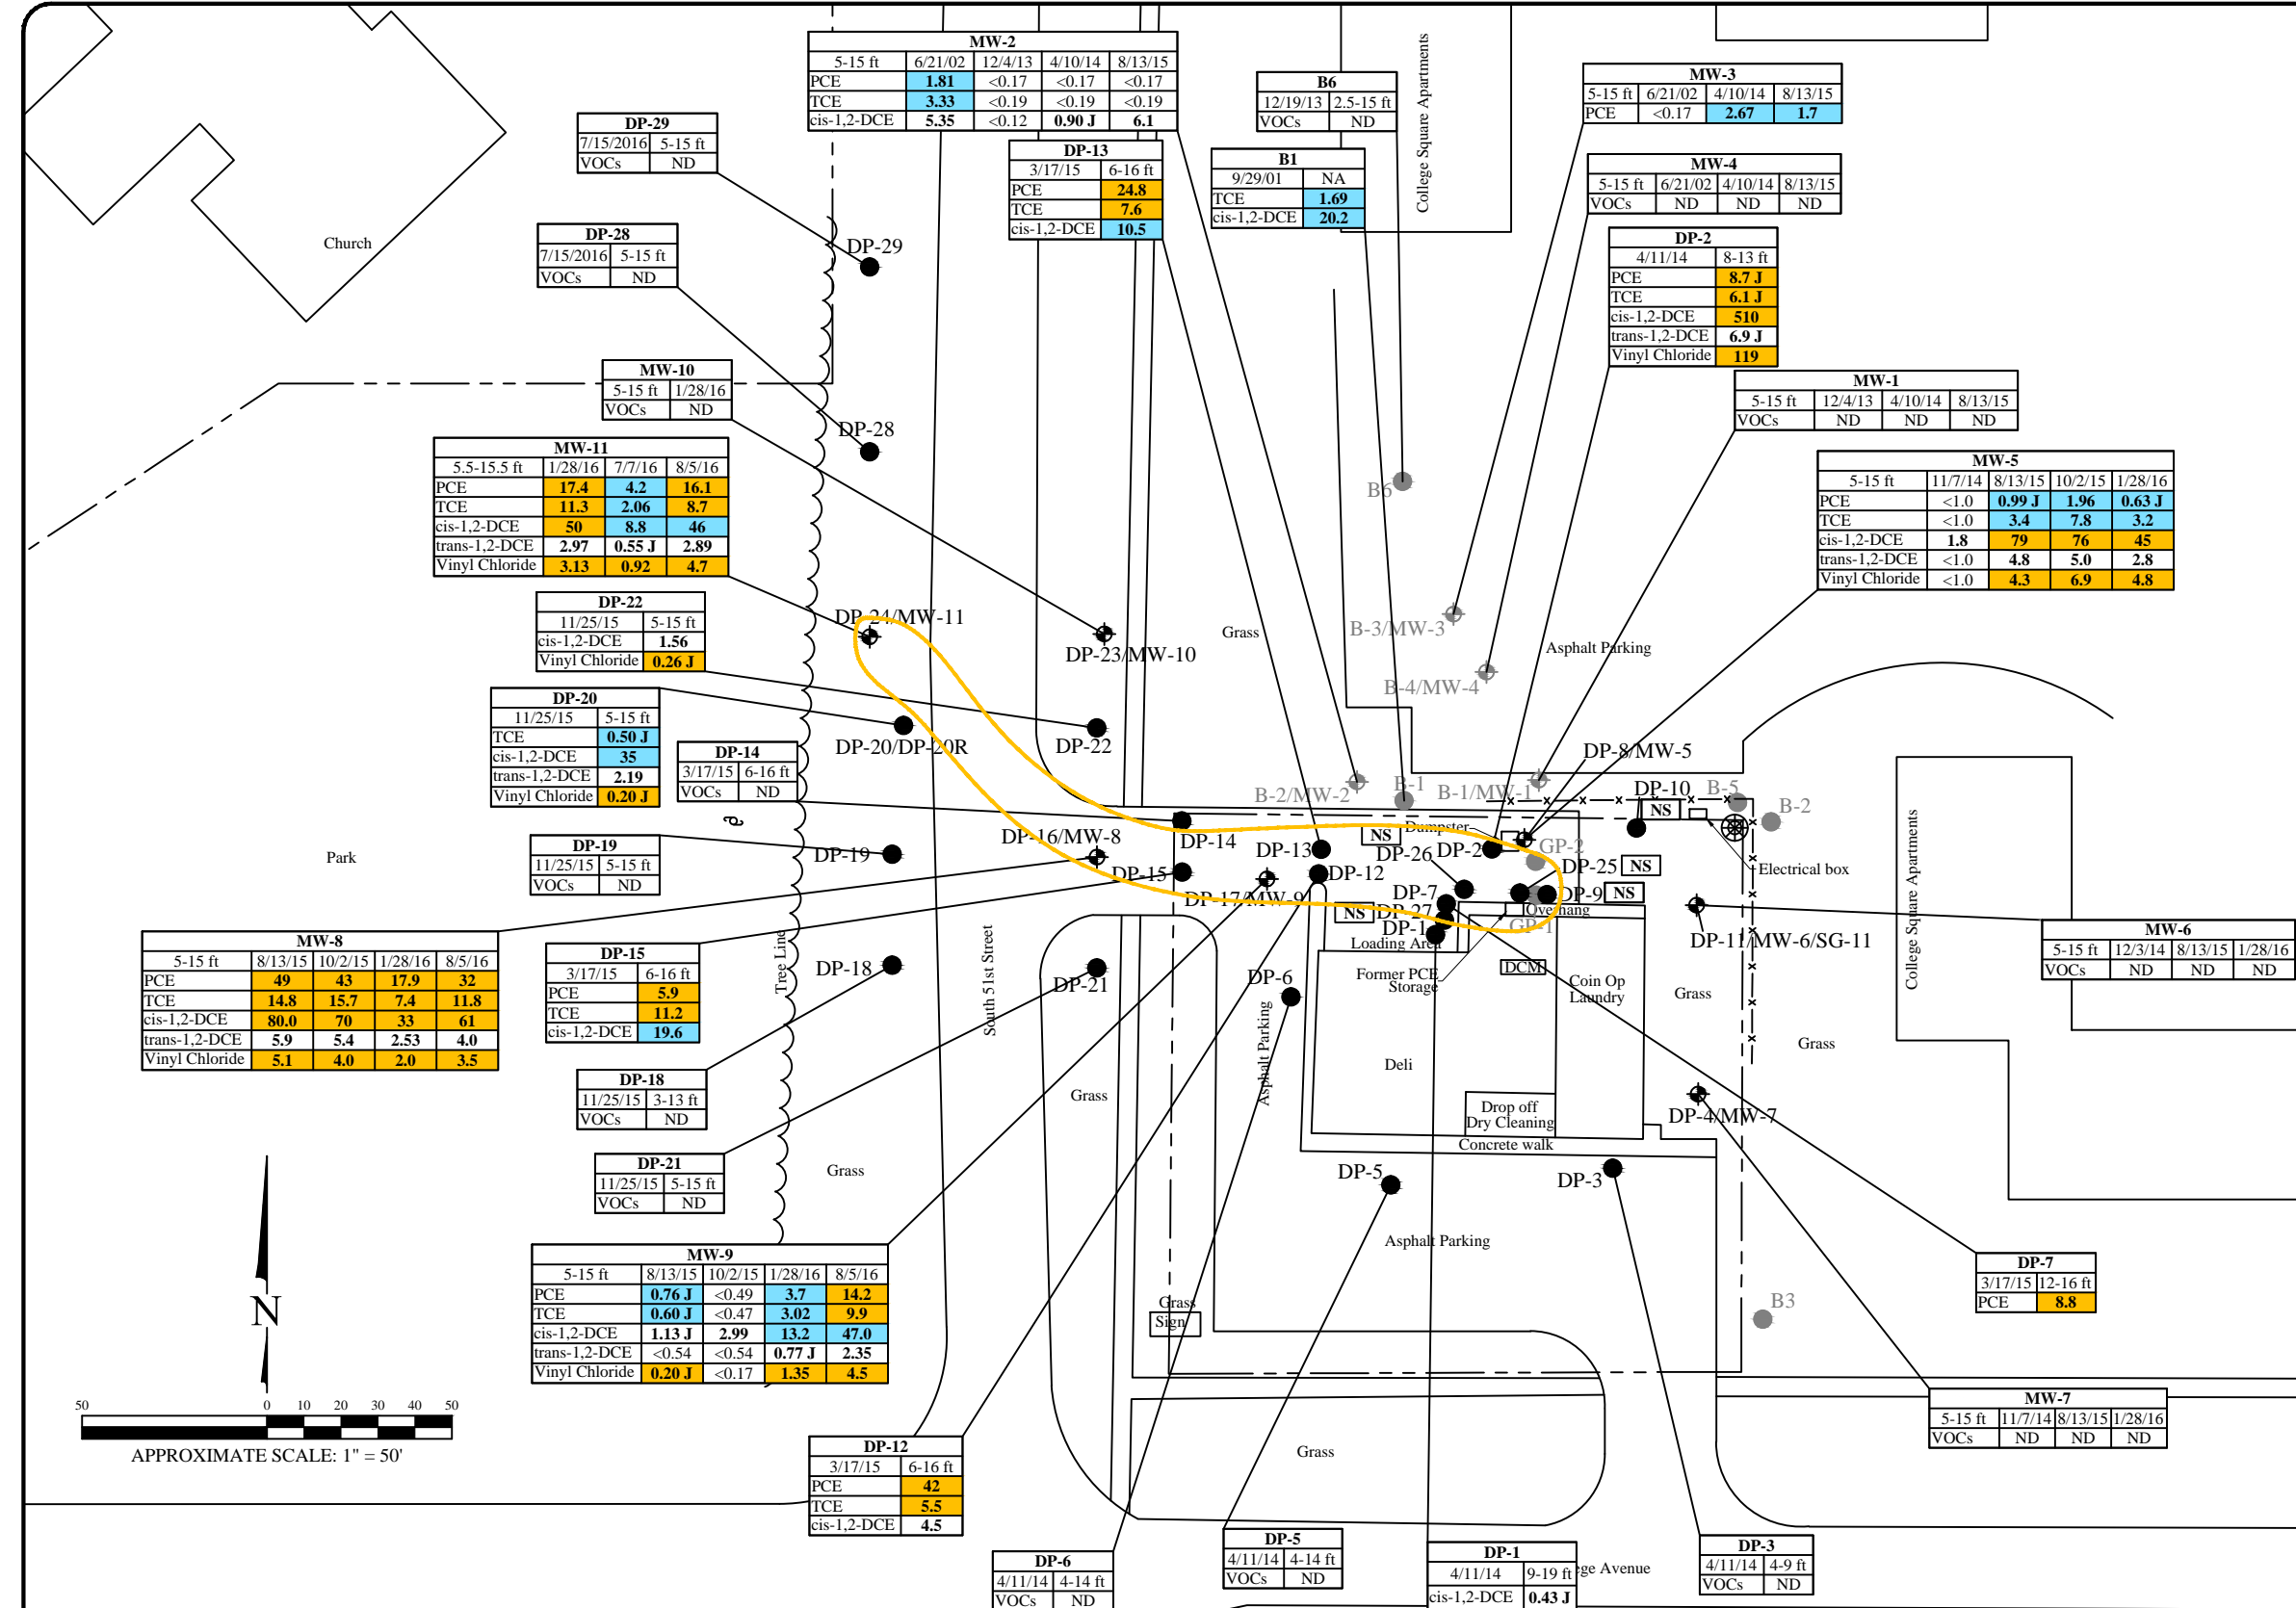 MW-2
5-15 ft 6/21/02 12/4/13 4/10/14 8/13/15
PCE 1.81 <0.17 <0.17 <0.17
TCE 3.33 <0.19 <0.19 <0.19
cis-1,2-DCE 5.35 <0.12 0.90 J 6.1
B6
12/19/13 2.5-15 ft
VOCs ND
College Square Apartments
MW-3
5-15 ft 6/21/02 4/10/14 8/13/15
PCE <0.17 2.67 1.7
DP-29
7/15/2016 5-15 ft
VOCs ND
DP-13
3/17/15 6-16 ft
PCE 24.8
TCE 7.6
cis-1,2-DCE 10.5
B1
9/29/01 NA
TCE 1.69
cis-1,2-DCE 20.2
MW-4
5-15 ft 6/21/02 4/10/14 8/13/15
VOCs ND ND ND
DP-28
7/15/2016 5-15 ft
VOCs ND
Church
DP-29
DP-2
4/11/14 8-13 ft
PCE 8.7 J
TCE 6.1 J
cis-1,2-DCE 510
trans-1,2-DCE 6.9 J
Vinyl Chloride 119
MW-10
5-15 ft 1/28/16
VOCs ND
MW-1
5-15 ft 12/4/13 4/10/14 8/13/15
VOCs ND ND ND
DP-28
MW-11
5.5-15.5 ft 1/28/16 7/7/16 8/5/16
PCE 17.4 4.2 16.1
TCE 11.3 2.06 8.7
cis-1,2-DCE 50 8.8 46
trans-1,2-DCE 2.97 0.55 J 2.89
Vinyl Chloride 3.13 0.92 4.7
MW-5
5-15 ft 11/7/14 8/13/15 10/2/15 1/28/16
PCE <1.0 0.99 J 1.96 0.63 J
TCE <1.0 3.4 7.8 3.2
cis-1,2-DCE 1.8 79 76 45
trans-1,2-DCE <1.0 4.8 5.0 2.8
Vinyl Chloride <1.0 4.3 6.9 4.8
B6
DP-22
11/25/15 5-15 ft
cis-1,2-DCE 1.56
Vinyl Chloride 0.26 J
DP-24/MW-11
Grass
B-3/MW-3
DP-23/MW-10
Asphalt Parking
B-4/MW-4
DP-20
11/25/15 5-15 ft
TCE 0.50 J
cis-1,2-DCE 35
trans-1,2-DCE 2.19
Vinyl Chloride 0.20 J
DP-20/DP-20R
DP-22
DP-14
3/17/15 6-16 ft
VOCs ND
DP-8/MW-5
B-2/MW-2
B-1
B-1/MW-1
DP-10
B-5
B-2
NS
DP-16/MW-8
DP-14
NS
Dumpster
DP-19
11/25/15 5-15 ft
VOCs ND
Park
DP-19
DP-13
DP-26
DP-2
GP-2
DP-25
NS
Electrical box
DP-15
DP-12
DP-17/MW-9
DP-7
DP-9
NS
NS
DP-27
Overhang
GP-1
DP-1
Loading Area
College Square Apartments
MW-8
5-15 ft 8/13/15 10/2/15 1/28/16 8/5/16
PCE 49 43 17.9 32
TCE 14.8 15.7 7.4 11.8
cis-1,2-DCE 80.0 70 33 61
trans-1,2-DCE 5.9 5.4 2.53 4.0
Vinyl Chloride 5.1 4.0 2.0 3.5
DP-15
3/17/15 6-16 ft
PCE 5.9
TCE 11.2
cis-1,2-DCE 19.6
Tree Line
DP-18
South 51st Street
DP-21
DP-6
Former PCE
Storage
DCM
Coin Op
Laundry
DP-11/MW-6/SG-11
MW-6
5-15 ft 12/3/14 8/13/15 1/28/16
VOCs ND ND ND
Grass
Grass
Asphalt Parking
Deli
DP-18
11/25/15 3-13 ft
VOCs ND
Grass
Drop off
Dry Cleaning
DP-4/MW-7
Concrete walk
DP-21
11/25/15 5-15 ft
VOCs ND
Grass
DP-5
DP-3
Asphalt Parking
MW-9
5-15 ft 8/13/15 10/2/15 1/28/16 8/5/16
PCE 0.76 J <0.49 3.7 14.2
TCE 0.60 J <0.47 3.02 9.9
cis-1,2-DCE 1.13 J 2.99 13.2 47.0
trans-1,2-DCE <0.54 <0.54 0.77 J 2.35
Vinyl Chloride 0.20 J <0.17 1.35 4.5
DP-7
3/17/15 12-16 ft
PCE 8.8
B3
Grass
Sign
N
50 0 10 20 30 40 50
APPROXIMATE SCALE: 1" = 50'
MW-7
5-15 ft 11/7/14 8/13/15 1/28/16
VOCs ND ND ND
DP-12
3/17/15 6-16 ft
PCE 42
TCE 5.5
cis-1,2-DCE 4.5
Grass
DP-6
4/11/14 4-14 ft
VOCs ND
DP-5
4/11/14 4-14 ft
VOCs ND
DP-1
4/11/14 9-19 ft
cis-1,2-DCE 0.43 J
ege Avenue
DP-3
4/11/14 4-9 ft
VOCs ND